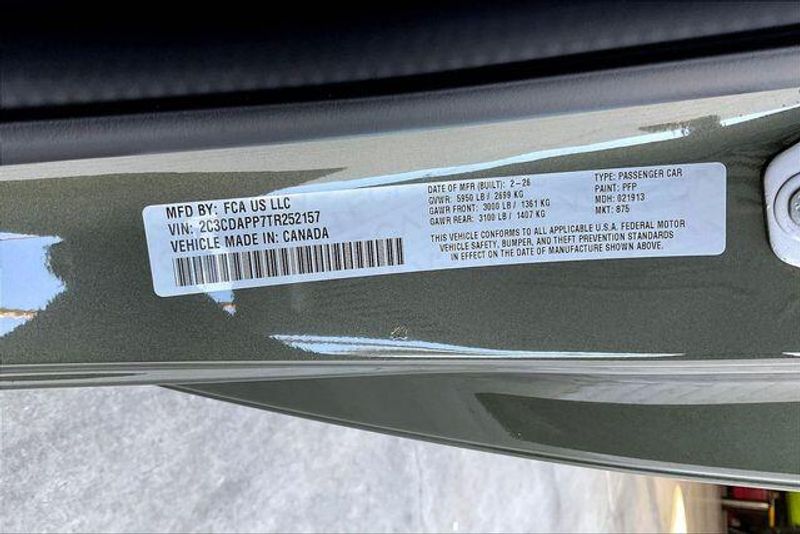 MFD BY: FCA US LLC
VIN: 2C3CDAPP7TR252157
VEHICLE MADE IN: CANADA
DATE OF MFR (BUILT): 2-26
GVWR: 5950 LB / 2699 KG
GAWR FRONT: 3000 LB / 1361 KG
GAWR REAR: 3100 LB / 1407 KG
TYPE: PASSENGER CAR
PAINT: PFP
MDH: 021913
MKT: 875
THIS VEHICLE CONFORMS TO ALL APPLICABLE U.S.A. FEDERAL MOTOR
VEHICLE SAFETY, BUMPER, AND THEFT PREVENTION STANDARDS
IN EFFECT ON THE DATE OF MANUFACTURE SHOWN ABOVE.